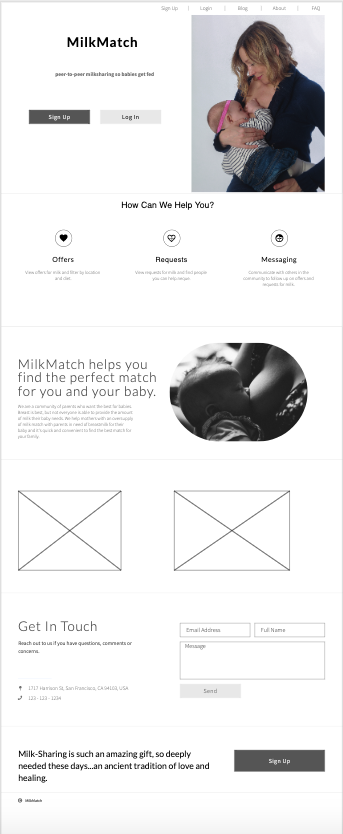 Sign Up | Login | Blog | About | FAQ
MilkMatch
peer-to-peer milksharing so babies get fed
Sign Up
Log In
How Can We Help You?
Offers
View offers for milk and filter by location
and diet.
Requests
View requests for milk and find people
you can help recipe.
Messaging
Communicate with others in the
community to follow up on offers and
requests for milk.
MilkMatch helps you
find the perfect match
for you and your baby.
We are a community of parents who want the best for babies.
Breast is best, but not everyone is able to provide the amount
of milk their baby needs. We help mothers with an oversupply
of milk match with parents in need of breastmilk for their
baby and it's quick and convenient to find the best match for
your family.
Get In Touch
Reach out to us if you have questions, comments or
concerns.
1717 Harrison St, San Francisco, CA 94103, USA
123 - 123 - 1234
Email Address
Full Name
Message
Send
Milk-Sharing is such an amazing gift, so deeply
needed these days...an ancient tradition of love and
healing.
Sign Up
MilkMatch